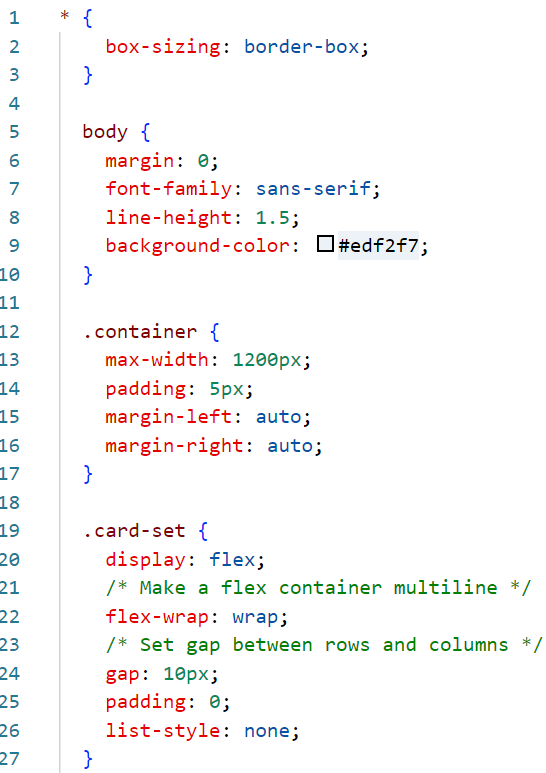 1 * {
2 box-sizing: border-box;
3 }
4
5 body {
6 margin: 0;
7 font-family: sans-serif;
8 line-height: 1.5;
9 background-color: #edf2f7;
10 }
11
12 .container {
13 max-width: 1200px;
14 padding: 5px;
15 margin-left: auto;
16 margin-right: auto;
17 }
18
19 .card-set {
20 display: flex;
21 /* Make a flex container multiline */
22 flex-wrap: wrap;
23 /* Set gap between rows and columns */
24 gap: 10px;
25 padding: 0;
26 list-style: none;
27 }